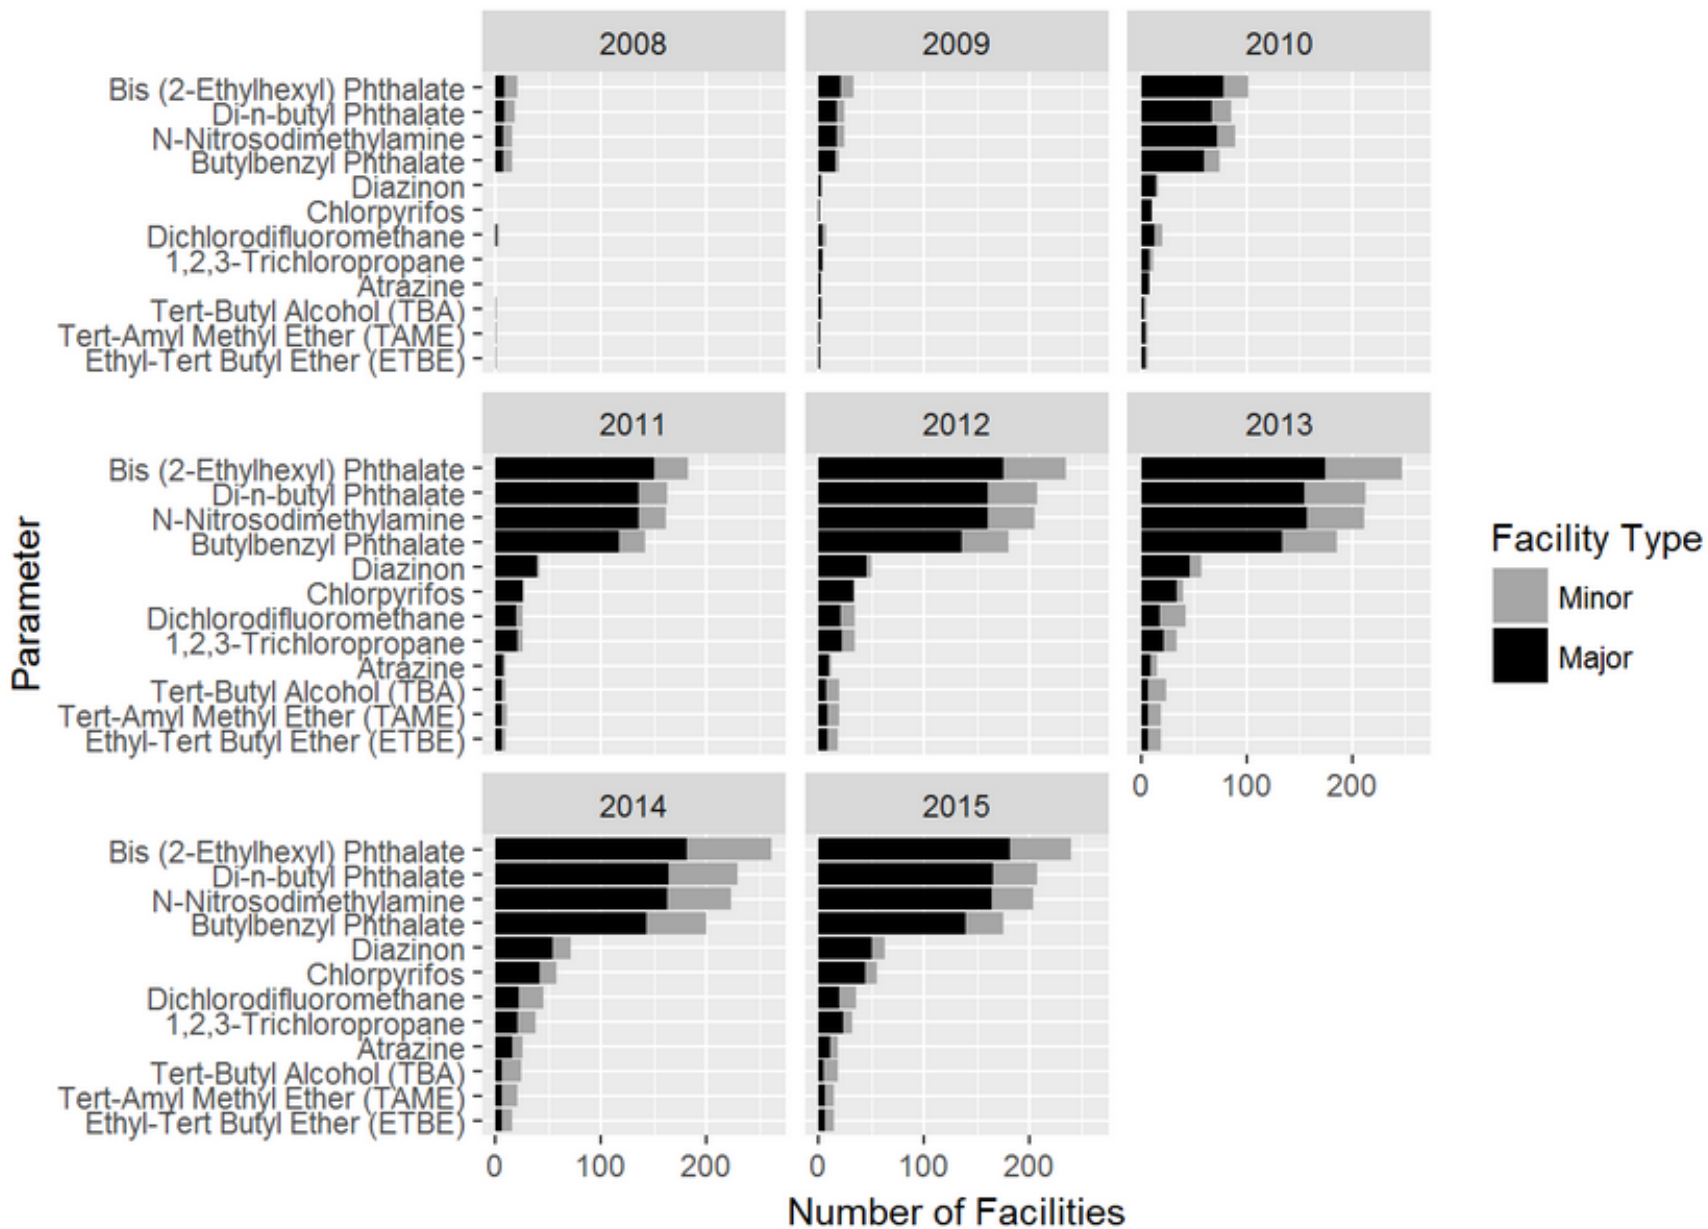 2008
2009
2010
Bis (2-Ethylhexyl) Phthalate
Di-n-butyl Phthalate
N-Nitrosodimethylamine
Butylbenzyl Phthalate
Diazinon
Chlorpyrifos
Dichlorodifluoromethane
1,2,3-Trichloropropane
Atrazine
Tert-Butyl Alcohol (TBA)
Tert-Amyl Methyl Ether (TAME)
Ethyl-Tert Butyl Ether (ETBE)
2011
2012
2013
Bis (2-Ethylhexyl) Phthalate
Di-n-butyl Phthalate
N-Nitrosodimethylamine
Butylbenzyl Phthalate
Diazinon
Chlorpyrifos
Dichlorodifluoromethane
1,2,3-Trichloropropane
Atrazine
Tert-Butyl Alcohol (TBA)
Tert-Amyl Methyl Ether (TAME)
Ethyl-Tert Butyl Ether (ETBE)
0 100 200
Parameter
Facility Type
Minor
Major
2014
2015
Bis (2-Ethylhexyl) Phthalate
Di-n-butyl Phthalate
N-Nitrosodimethylamine
Butylbenzyl Phthalate
Diazinon
Chlorpyrifos
Dichlorodifluoromethane
1,2,3-Trichloropropane
Atrazine
Tert-Butyl Alcohol (TBA)
Tert-Amyl Methyl Ether (TAME)
Ethyl-Tert Butyl Ether (ETBE)
0 100 200
0 100 200
Number of Facilities